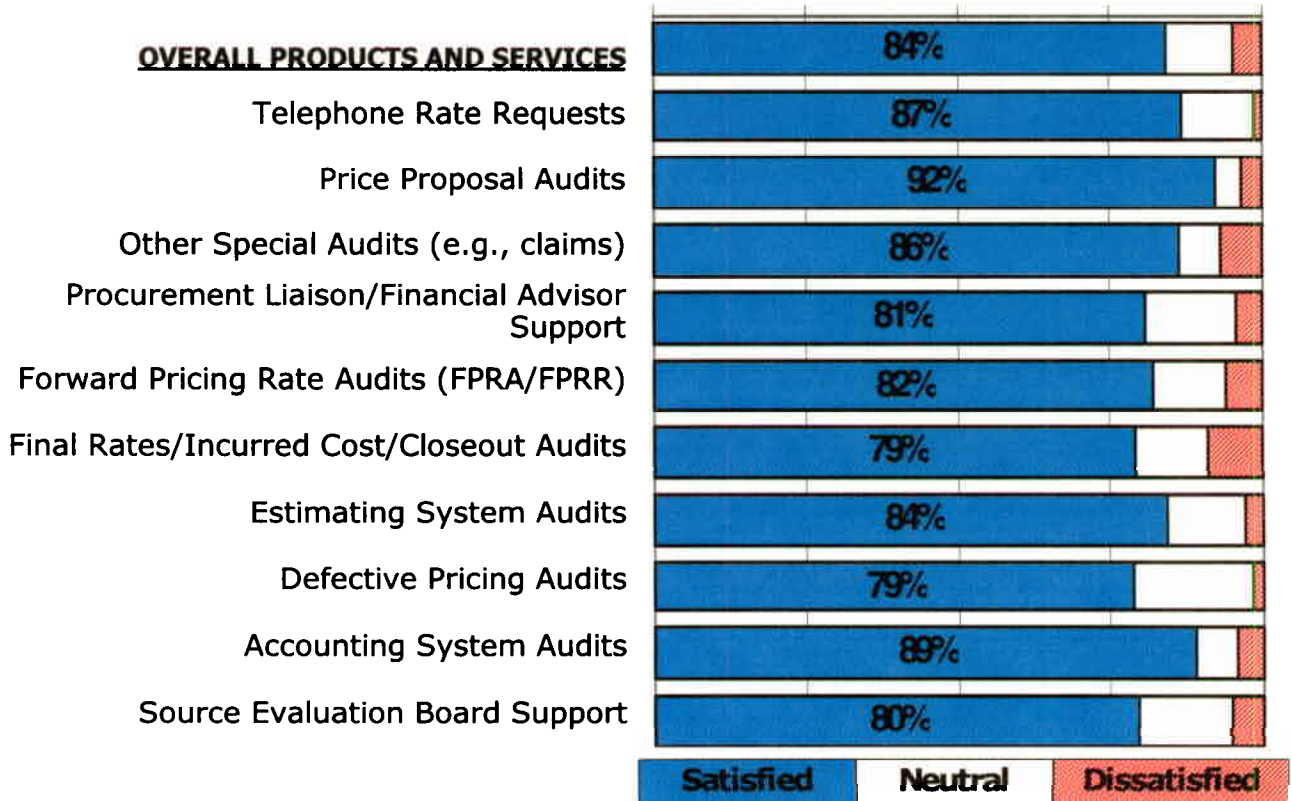 OVERALL PRODUCTS AND SERVICES 84%
Telephone Rate Requests 87%
Price Proposal Audits 92%
Other Special Audits (e.g., claims) 86%
Procurement Liaison/Financial Advisor
Support 81%
Forward Pricing Rate Audits (FPRA/FPRR) 82%
Final Rates/Incurred Cost/Closeout Audits 79%
Estimating System Audits 84%
Defective Pricing Audits 79%
Accounting System Audits 89%
Source Evaluation Board Support 80%
Satisfied Neutral Dissatisfied